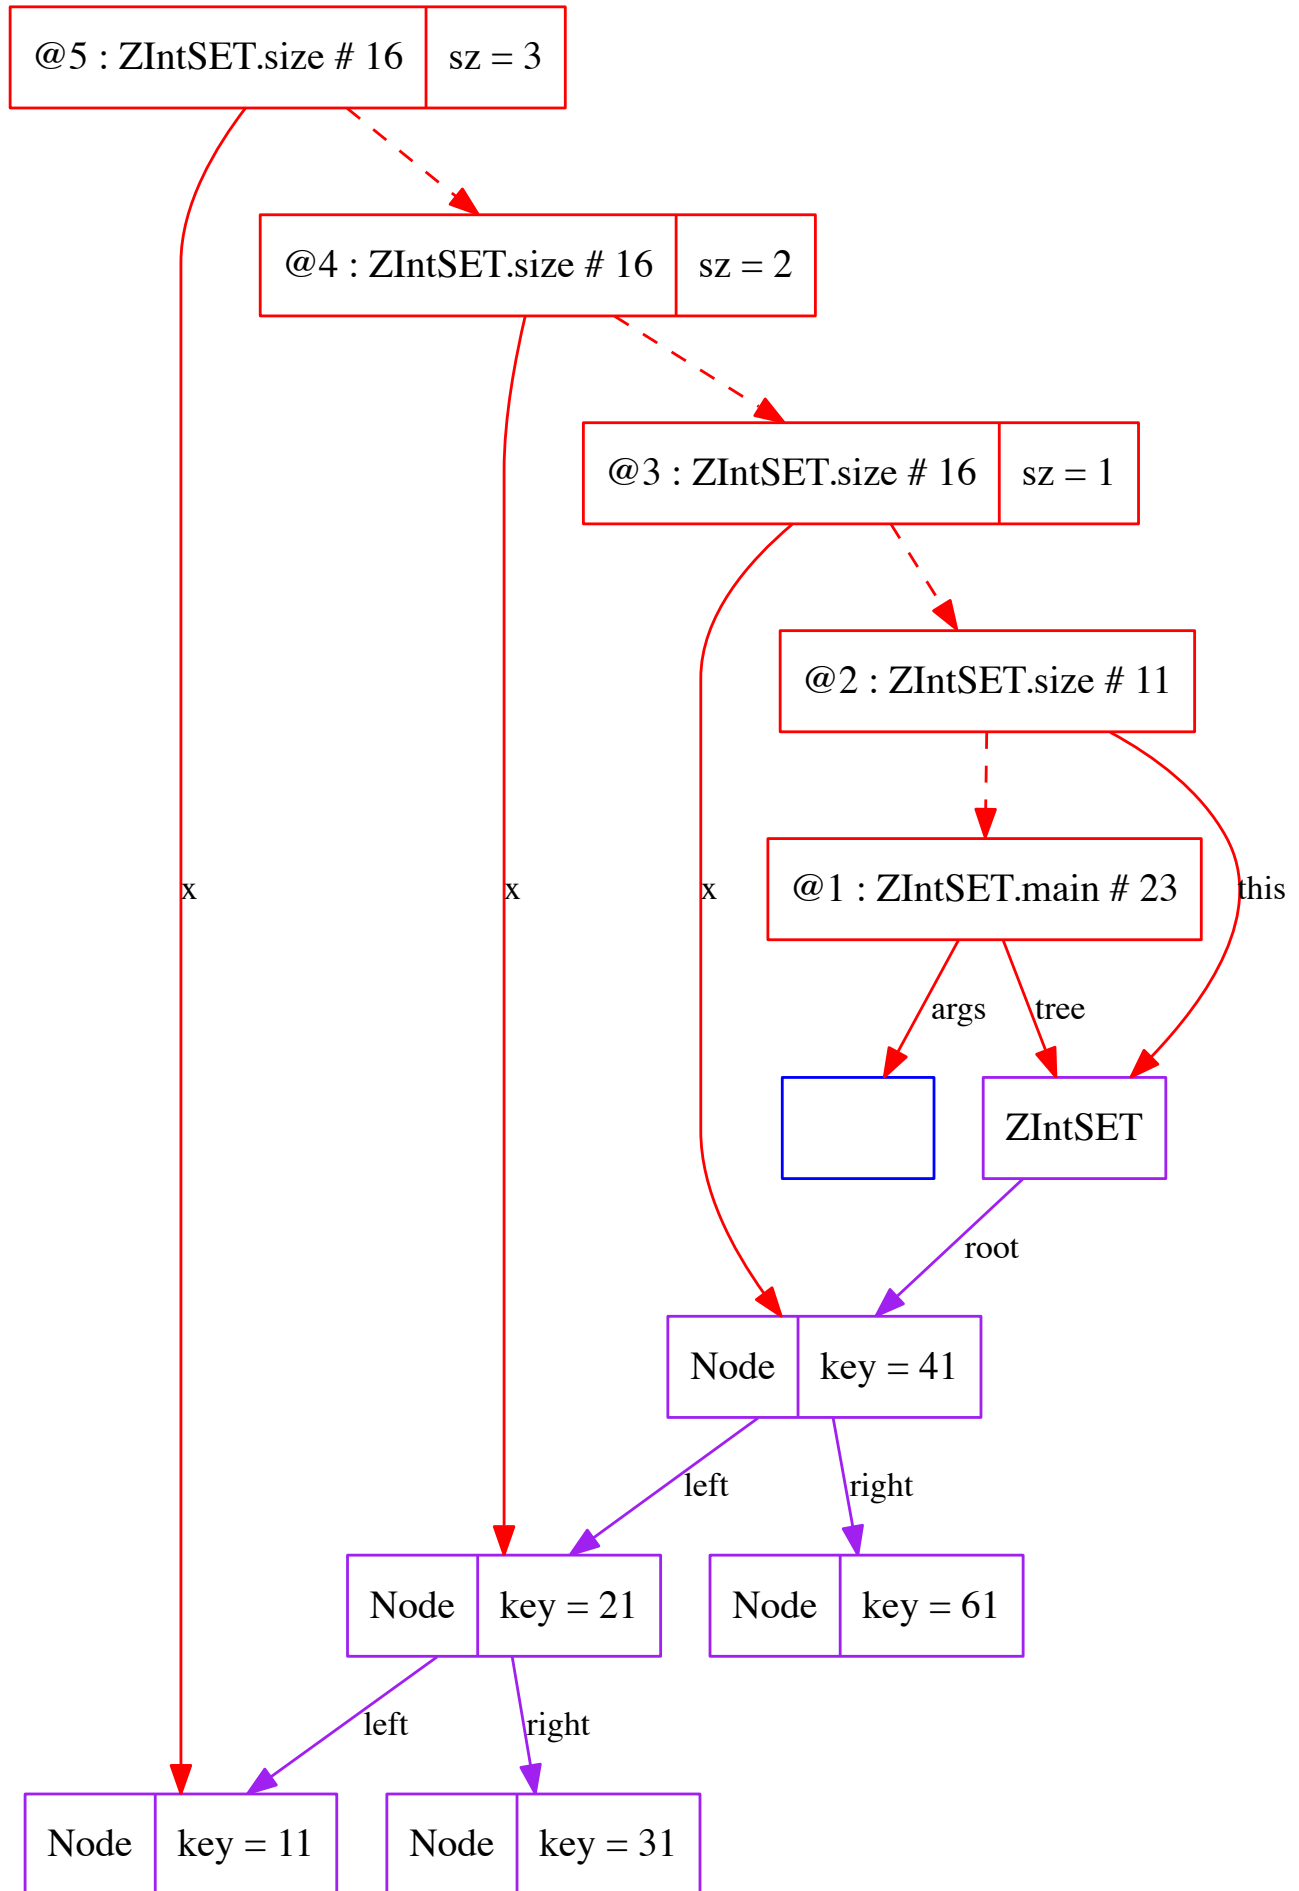 @5 : ZIntSET.size # 16 sz = 3
@4 : ZIntSET.size # 16 sz = 2
@3 : ZIntSET.size # 16 sz = 1
@2 : ZIntSET.size # 11
x x x @1 : ZIntSET.main # 23 this
args tree
ZIntSET
root
Node key = 41
left right
Node key = 21 Node key = 61
left right
Node key = 11 Node key = 31